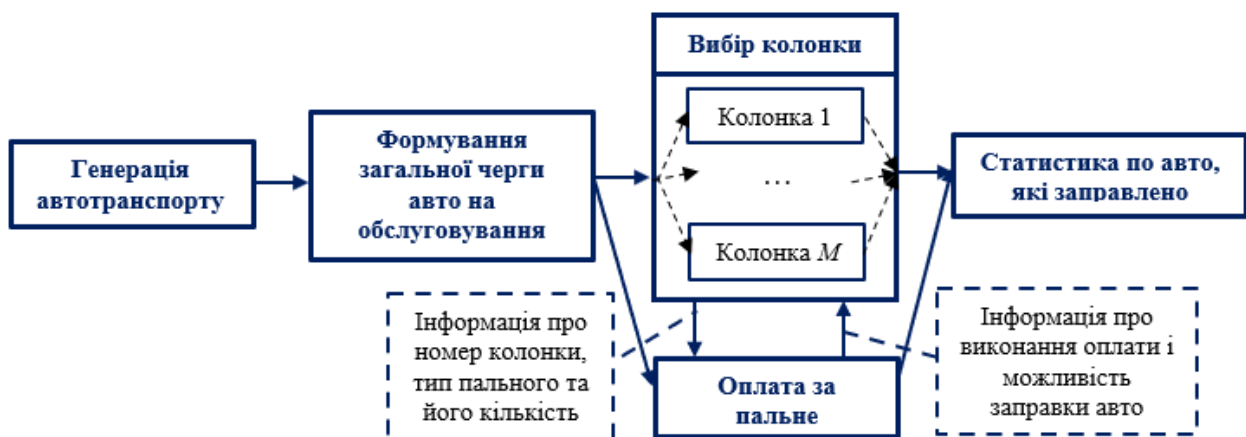 Генерація
автотранспорту
Формування
загальної черги
авто на
обслуговування
Вибір колонки
Колонка 1
...
Колонка M
Статистика по авто,
які заправлено
Інформація про
номер колонки,
тип пального та
його кількість
Оплата за
пальне
Інформація про
виконання оплати і
можливість
заправки авто